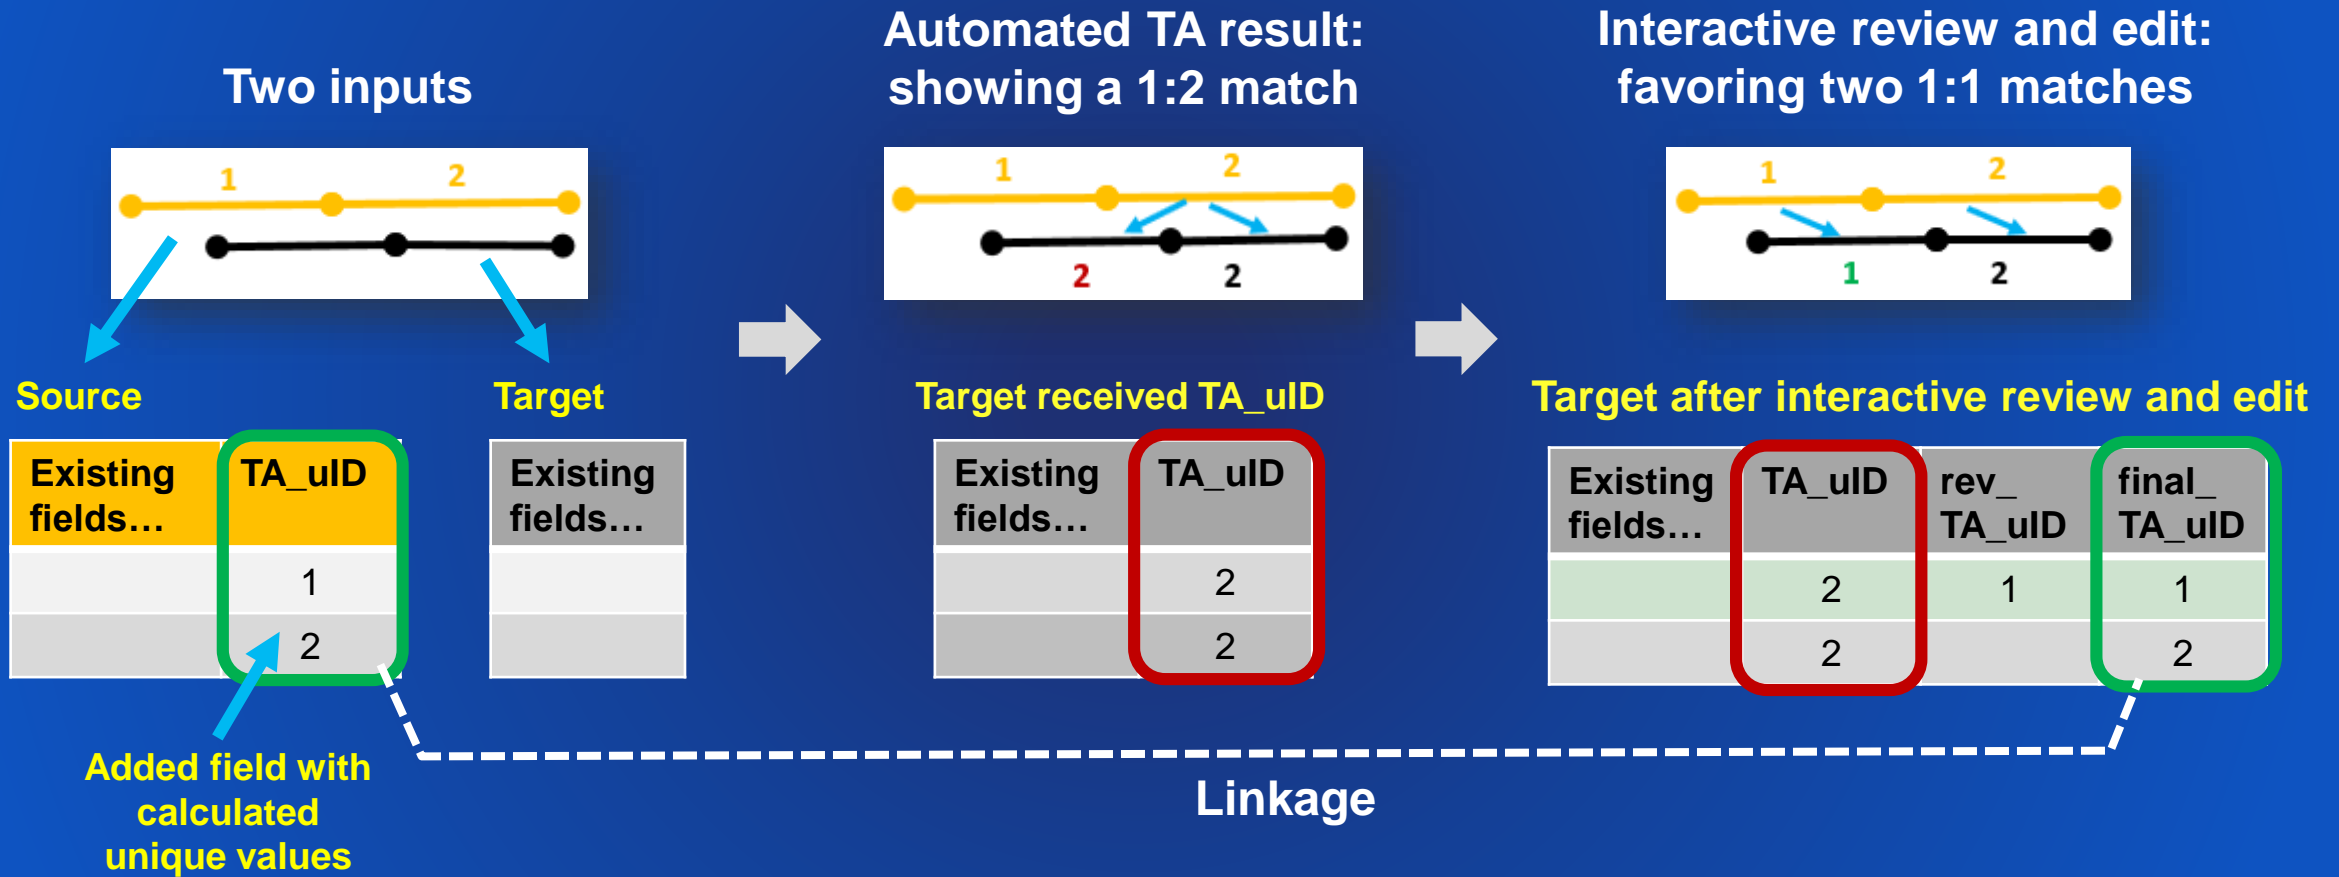 Two inputs
Automated TA result:
showing a 1:2 match
Interactive review and edit:
favoring two 1:1 matches
1 2
1 2
2 2
1 2
1 2
Source
Target
Target received TA_uID
Target after interactive review and edit
Existing
fields…
TA_uID
1
2
Existing
fields…
Existing
fields…
TA_uID
2
2
Existing
fields…
TA_uID
rev_
TA_uID
final_
TA_uID
2 1 1
2 2
Added field with
calculated
unique values
Linkage